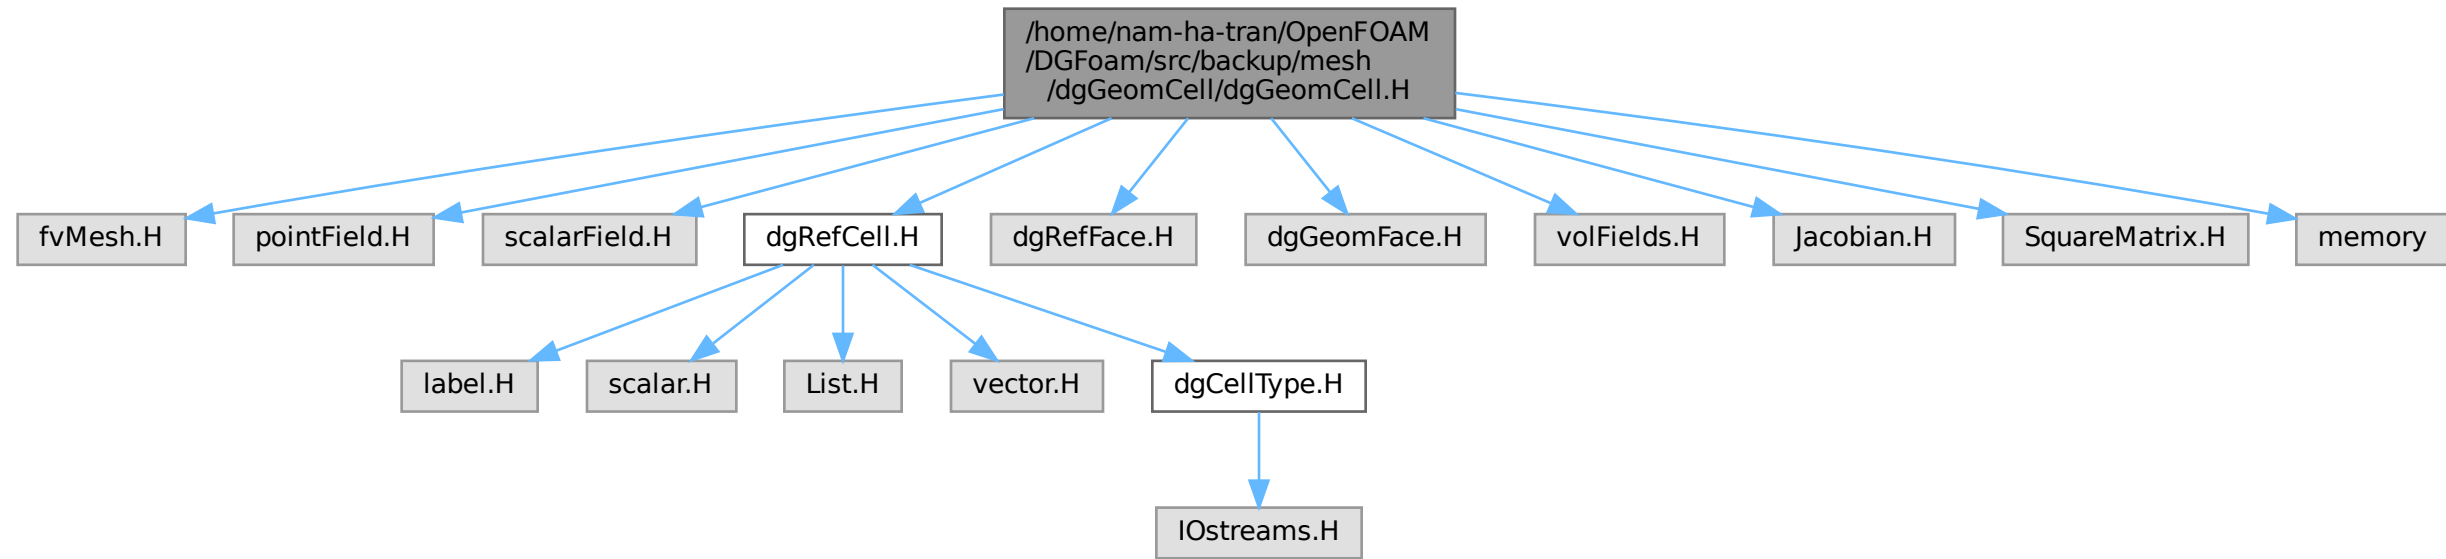 /home/nam-ha-tran/OpenFOAM
/DGFoam/src/backup/mesh
/dgGeomCell/dgGeomCell.H
fvMesh.H
pointField.H
scalarField.H
dgRefCell.H
dgRefFace.H
dgGeomFace.H
volFields.H
Jacobian.H
SquareMatrix.H
memory
label.H
scalar.H
List.H
vector.H
dgCellType.H
IOstreams.H